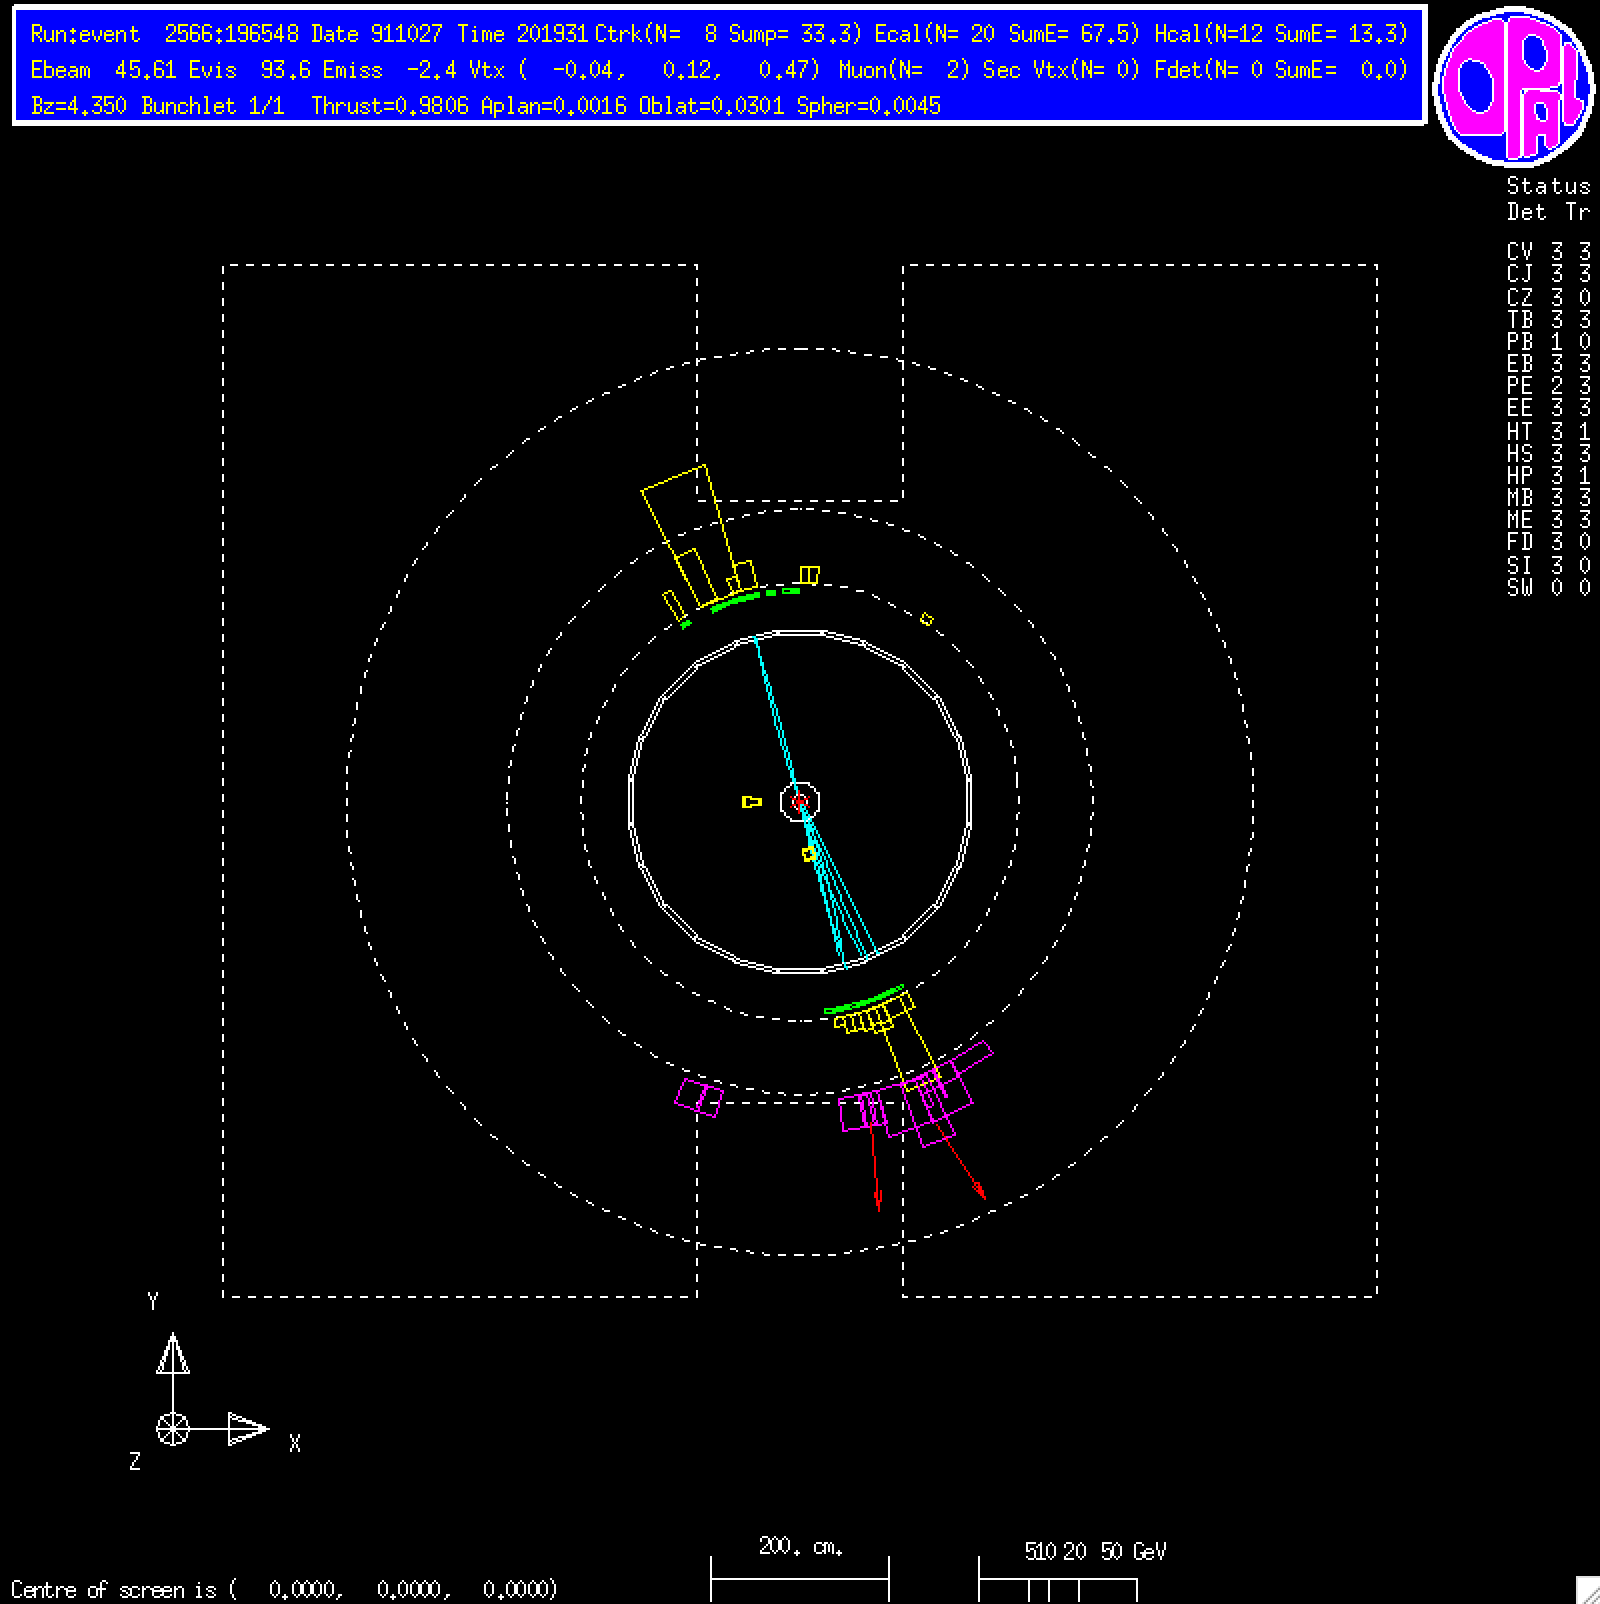 Run:event 2566:196548 Date 911027 Time 201931 Ctrk(N= 8 Sump= 33.3) Ecal(N= 20 SumE= 67.5) Hcal(N=12 SumE= 13.3)
Ebeam 45.61 Evis 93.6 Emiss -2.4 Vtx ( -0.04, 0.12, 0.47) Muon(N= 2) Sec Vtx(N= 0) Fdet(N= 0 SumE= 0.0)
Bz=4.350 Bunchlet 1/1 Thrust=0.9806 Aplan=0.0016 Oblat=0.0301 Spher=0.0045
OPAL
Status
Det Tr
CV 3 3
CJ 3 3
CZ 3 0
TB 3 3
PB 1 0
EB 3 3
PE 2 3
EE 3 3
HT 3 1
HS 3 3
HP 3 1
MB 3 3
ME 3 3
FD 3 0
SI 3 0
SW 0 0
Y
X
Z
200. cm.
5 10 20 50 GeV
Centre of screen is ( 0.0000, 0.0000, 0.0000)